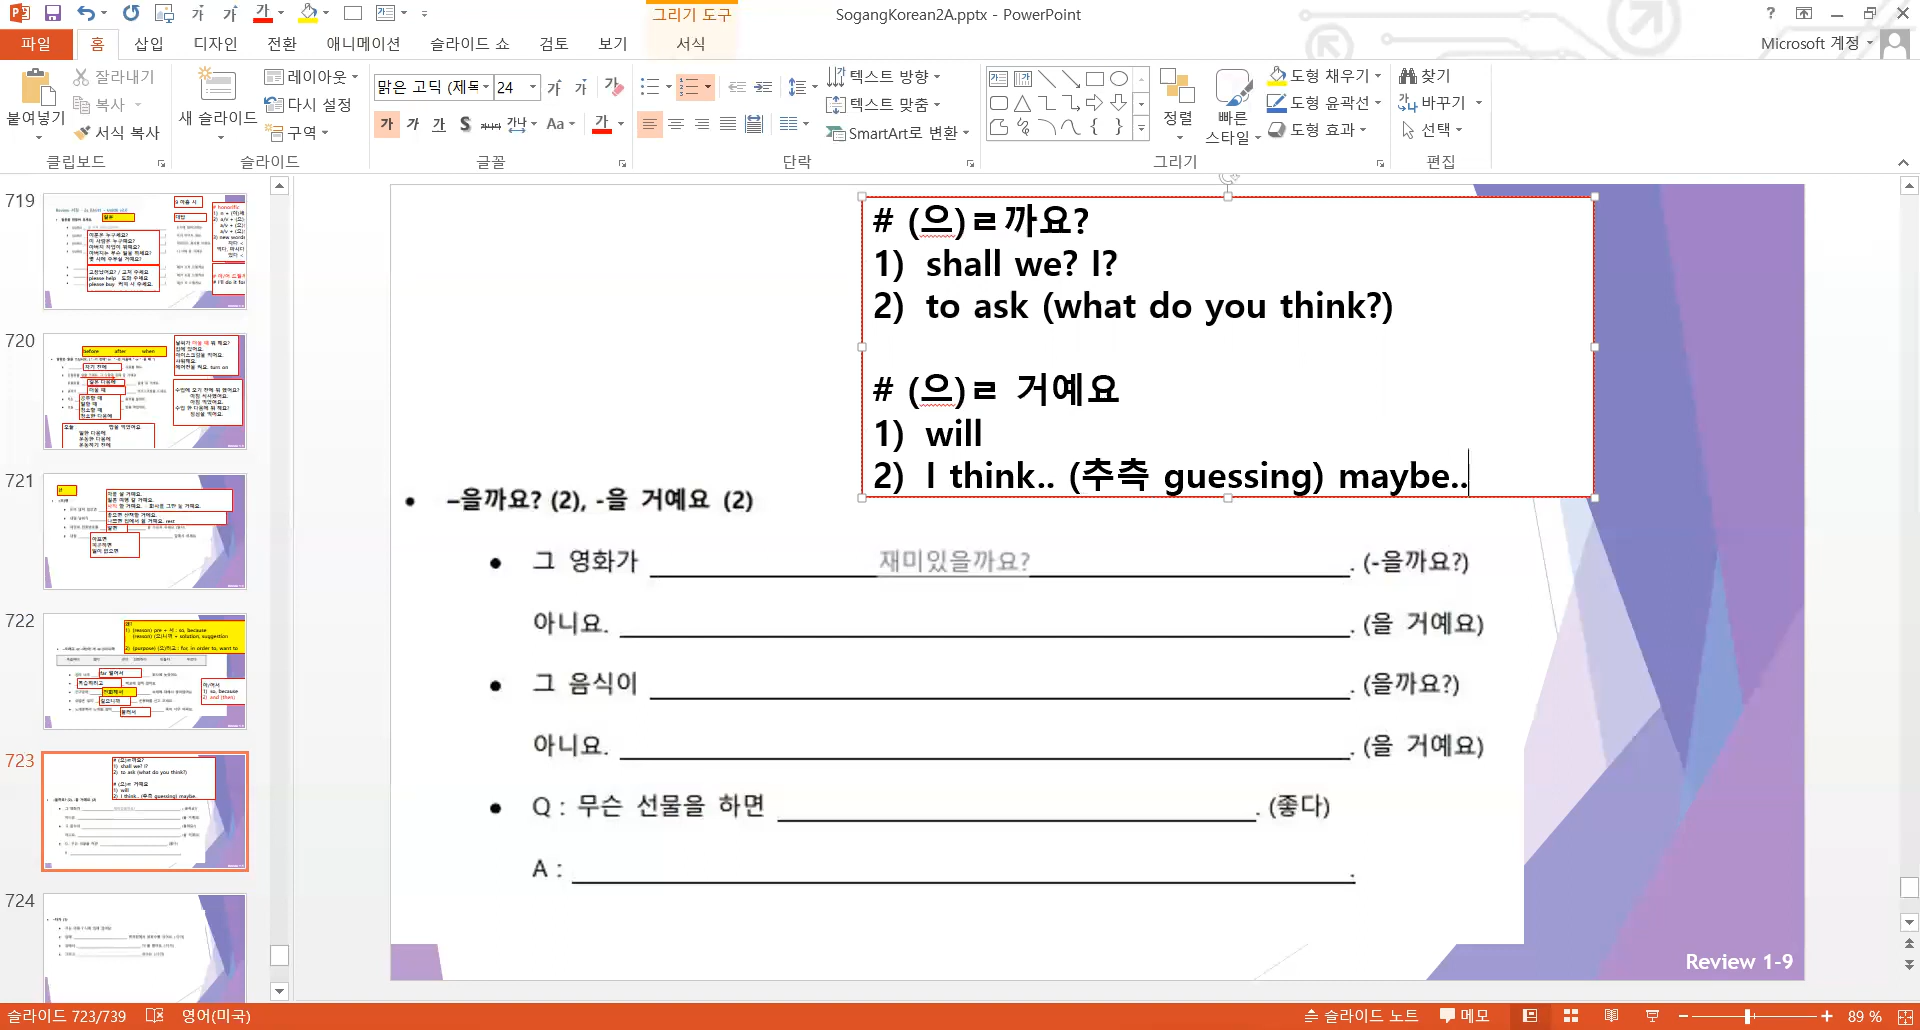 SogangKorean2A.pptx - PowerPoint
그리기 도구
파일
홈
삽입
디자인
전환
애니메이션
슬라이드 쇼
검토
보기
서식
Microsoft 계정
붙여넣기
잘라내기
복사
서식 복사
클립보드
새 슬라이드
레이아웃
다시 설정
구역
슬라이드
맑은 고딕 (제목
24
글꼴
텍스트 방향
텍스트 맞춤
SmartArt로 변환
단락
정렬
빠른
스타일
도형 채우기
도형 윤곽선
도형 효과
그리기
찾기
바꾸기
선택
편집
719
720
721
722
723
724
# (으)ㄹ까요?
1) shall we? I?
2) to ask (what do you think?)
# (으)ㄹ 거예요
1) will
2) I think.. (추측 guessing) maybe..
• –을까요? (2), -을 거예요 (2)
• 그 영화가 재미있을까요? . (-을까요?)
아니요. . (을 거예요)
• 그 음식이 . (을까요?)
아니요. . (을 거예요)
• Q : 무슨 선물을 하면 . (좋다)
A : .
Review 1-9
슬라이드 723/739
영어(미국)
슬라이드 노트
메모
89 %